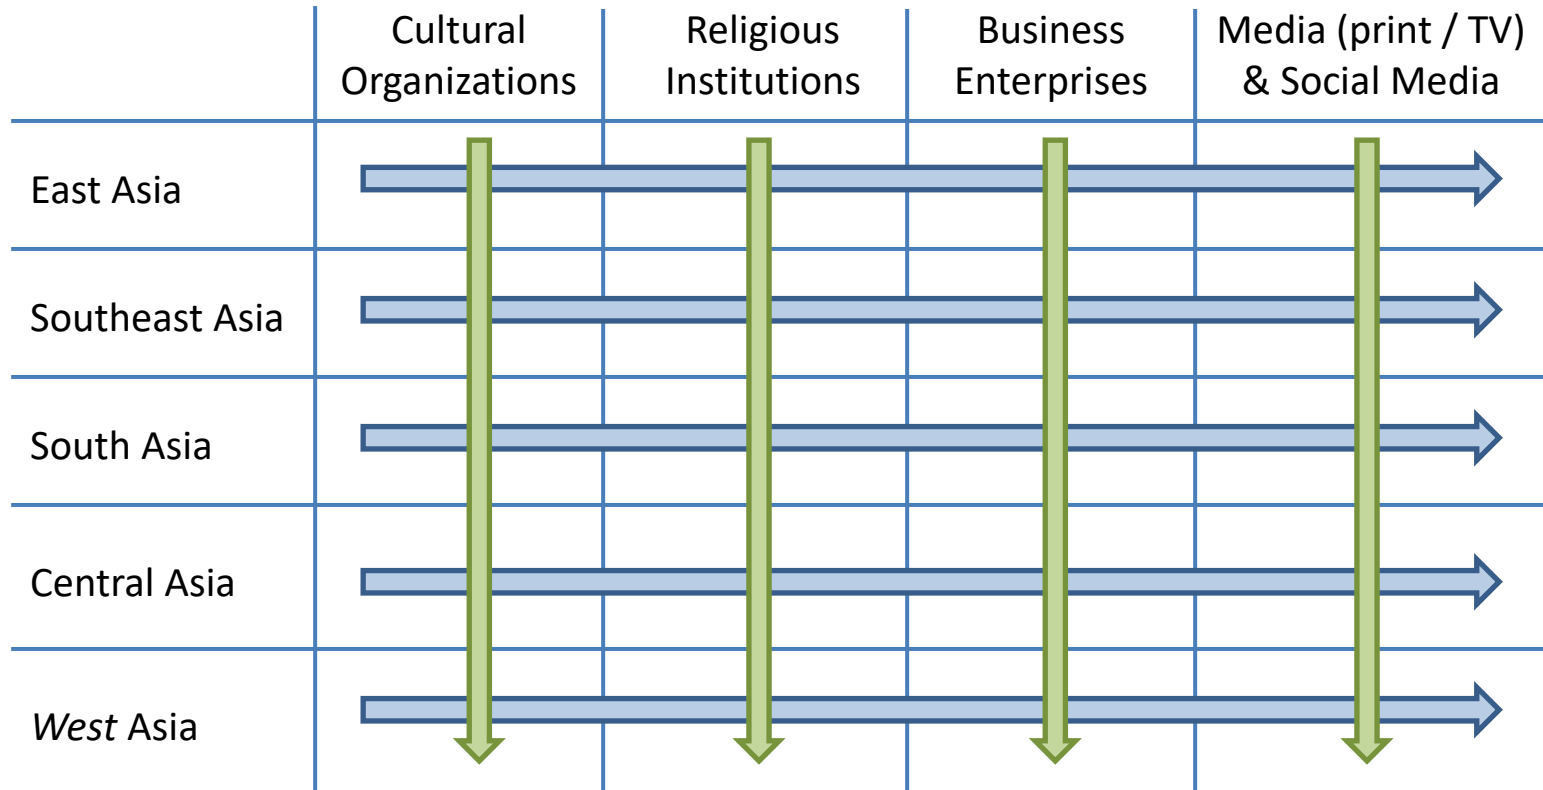 Cultural
Organizations
Religious
Institutions
Business
Enterprises
Media (print / TV)
& Social Media
East Asia
Southeast Asia
South Asia
Central Asia
West Asia